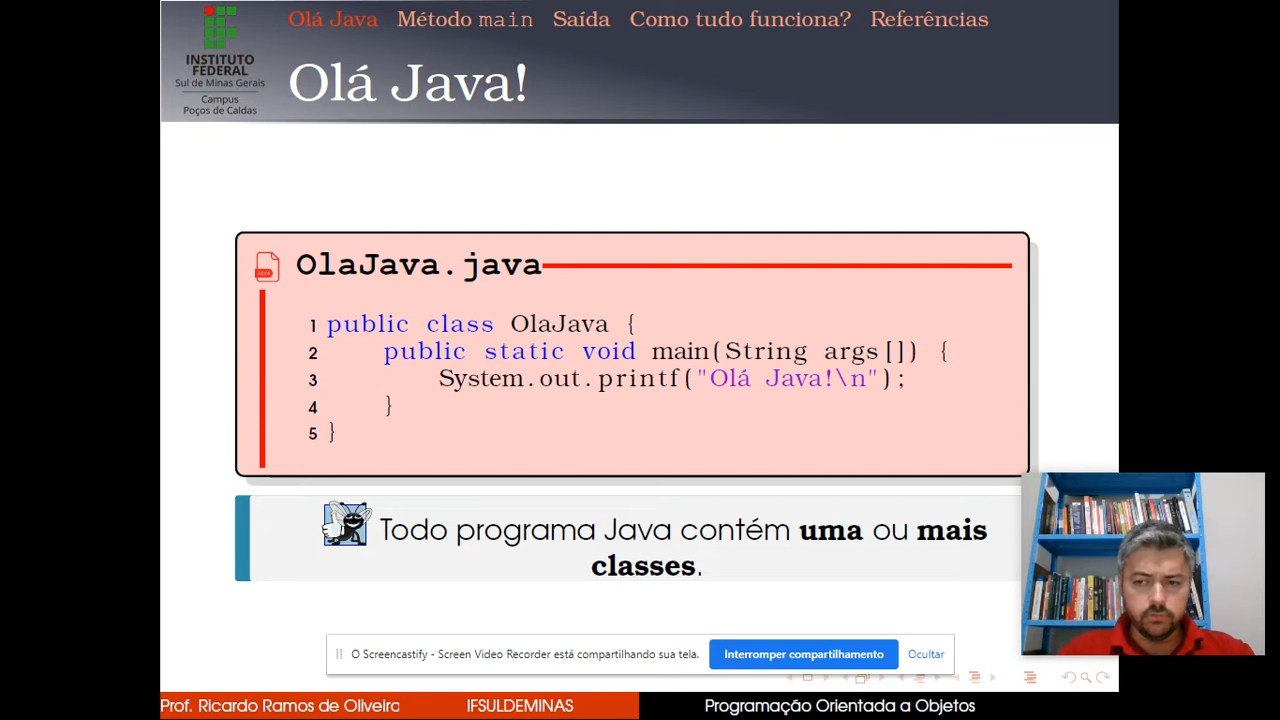 Olá Java Método main Saída Como tudo funciona? Referências
INSTITUTO
FEDERAL
Sul de Minas Gerais
Campus
Poços de Caldas
Olá Java!
JAVA
OlaJava.java
1 public class OlaJava {
2 public static void main(String args[]) {
3 System.out.printf("Olá Java!\n");
4 }
5 }
Todo programa Java contém uma ou mais
classes.
O Screencastify - Screen Video Recorder está compartilhando sua tela. Interromper compartilhamento Ocultar
Prof. Ricardo Ramos de Oliveira IFSULDEMINAS Programação Orientada a Objetos